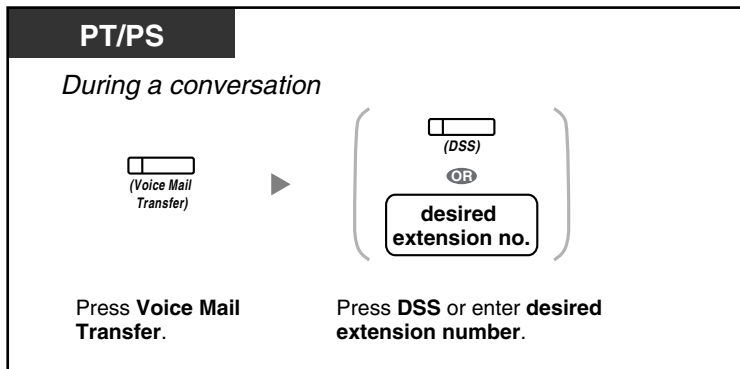 PT/PS
During a conversation
(Voice Mail
Transfer)
(DSS)
OR
desired
extension no.
Press Voice Mail
Transfer.
Press DSS or enter desired
extension number.